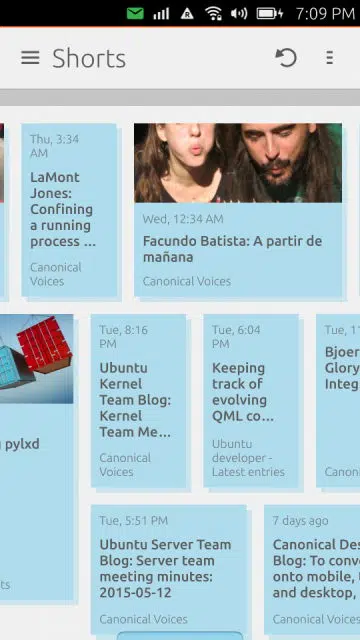 7:09 PM
Shorts
Thu, 3:34
AM
LaMont
Jones:
Confining
a running
process ...
Canonical
Voices
Wed, 12:34 AM
Facundo Batista: A partir de
mañana
Canonical Voices
pylxd
ts
Tue, 8:16
PM
Ubuntu
Kernel
Team Blog:
Kernel
Team Me...
Canonical
Voices
Tue, 6:04
PM
Keeping
track of
evolving
QML co...
Ubuntu
developer -
Latest entries
Tue, 1
Bjoer
Glory
Integ
Canon
Voices
Tue, 5:51 PM
Ubuntu Server Team
Blog: Server team
meeting minutes:
2015-05-12
Canonical Voices
7 days ago
Canonical Des
Blog: To conv
onto mobile,
and desktop,
Canonical Voices